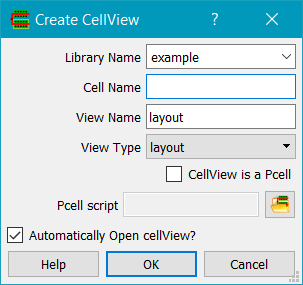 Create CellView ?
Library Name example
Cell Name
View Name layout
View Type layout
CellView is a Pcell
Pcell script
Automatically Open cellView?
Help OK Cancel